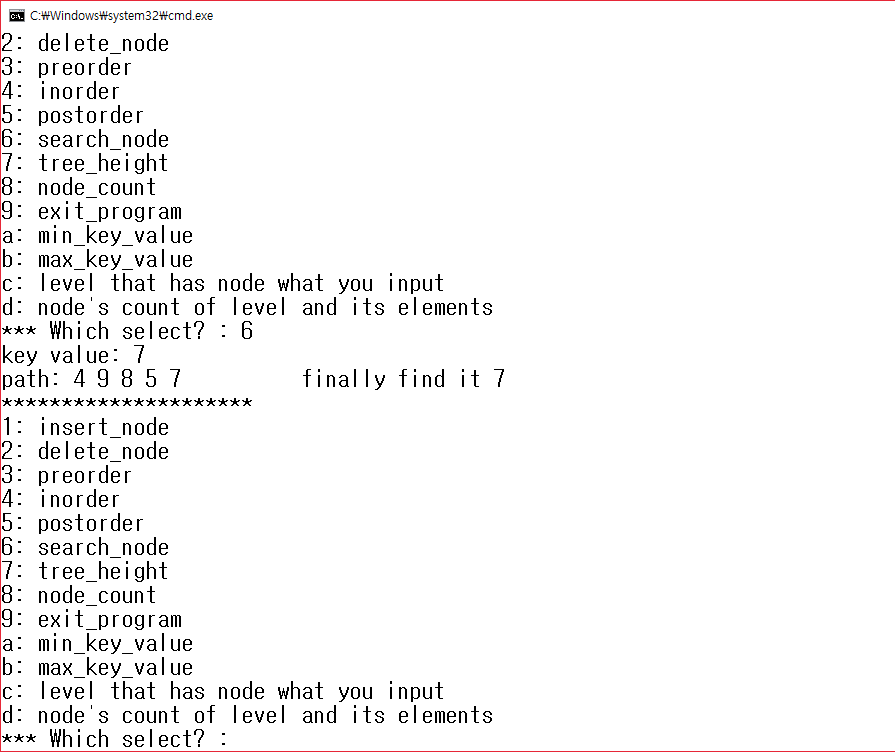 C:₩Windows₩system32₩cmd.exe
2: delete_node
3: preorder
4: inorder
5: postorder
6: search_node
7: tree_height
8: node_count
9: exit_program
a: min_key_value
b: max_key_value
c: level that has node what you input
d: node's count of level and its elements
*** Which select? : 6
key value: 7
path: 4 9 8 5 7          finally find it 7
*********************
1: insert_node
2: delete_node
3: preorder
4: inorder
5: postorder
6: search_node
7: tree_height
8: node_count
9: exit_program
a: min_key_value
b: max_key_value
c: level that has node what you input
d: node's count of level and its elements
*** Which select? :